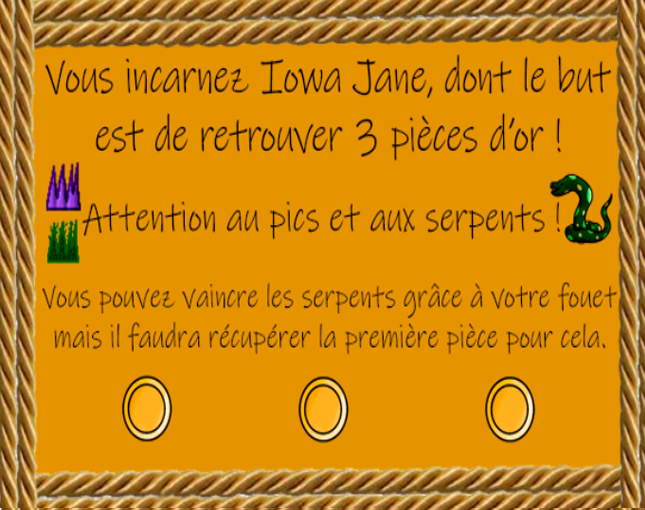 Vous incarnez Iowa Jane, dont le but
est de retrouver 3 pièces d'or !
Attention au pics et aux serpents !
Vous pouvez vaincre les serpents grâce à votre fouet
mais il faudra récupérer la première pièce pour cela.